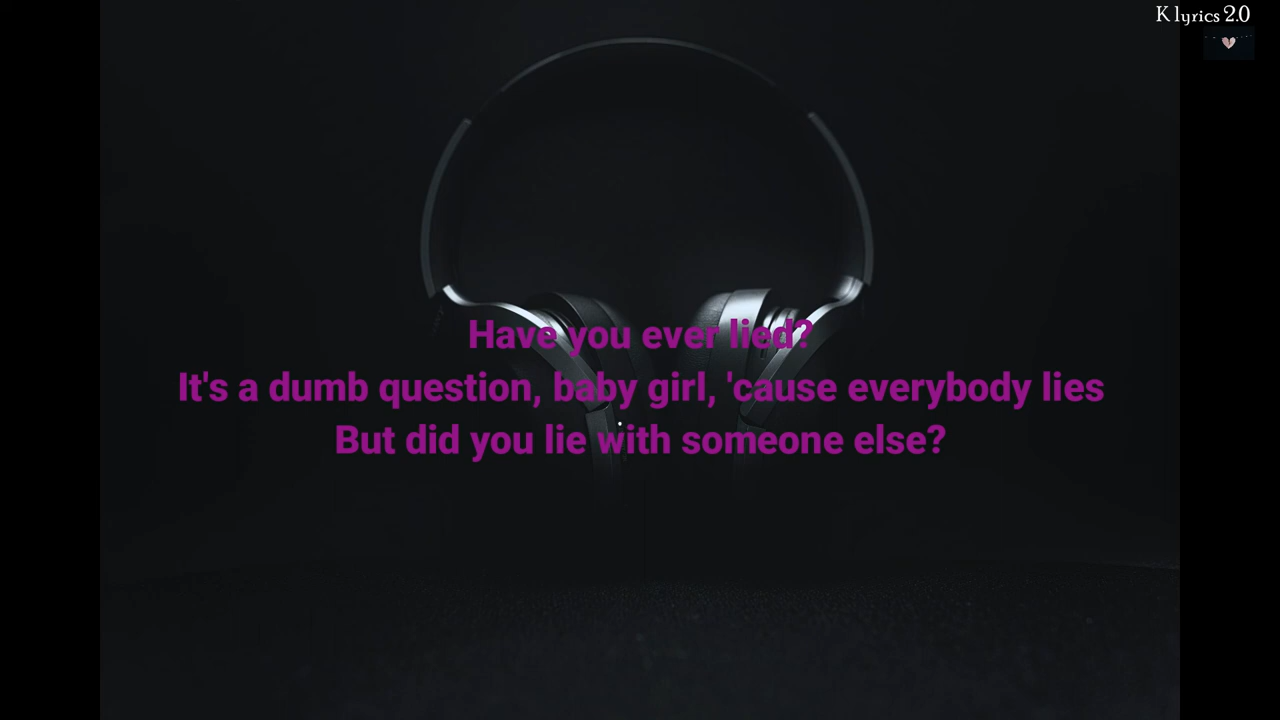 K lyrics 2.0
Have you ever lied?
It's a dumb question, baby girl, 'cause everybody lies
But did you lie with someone else?